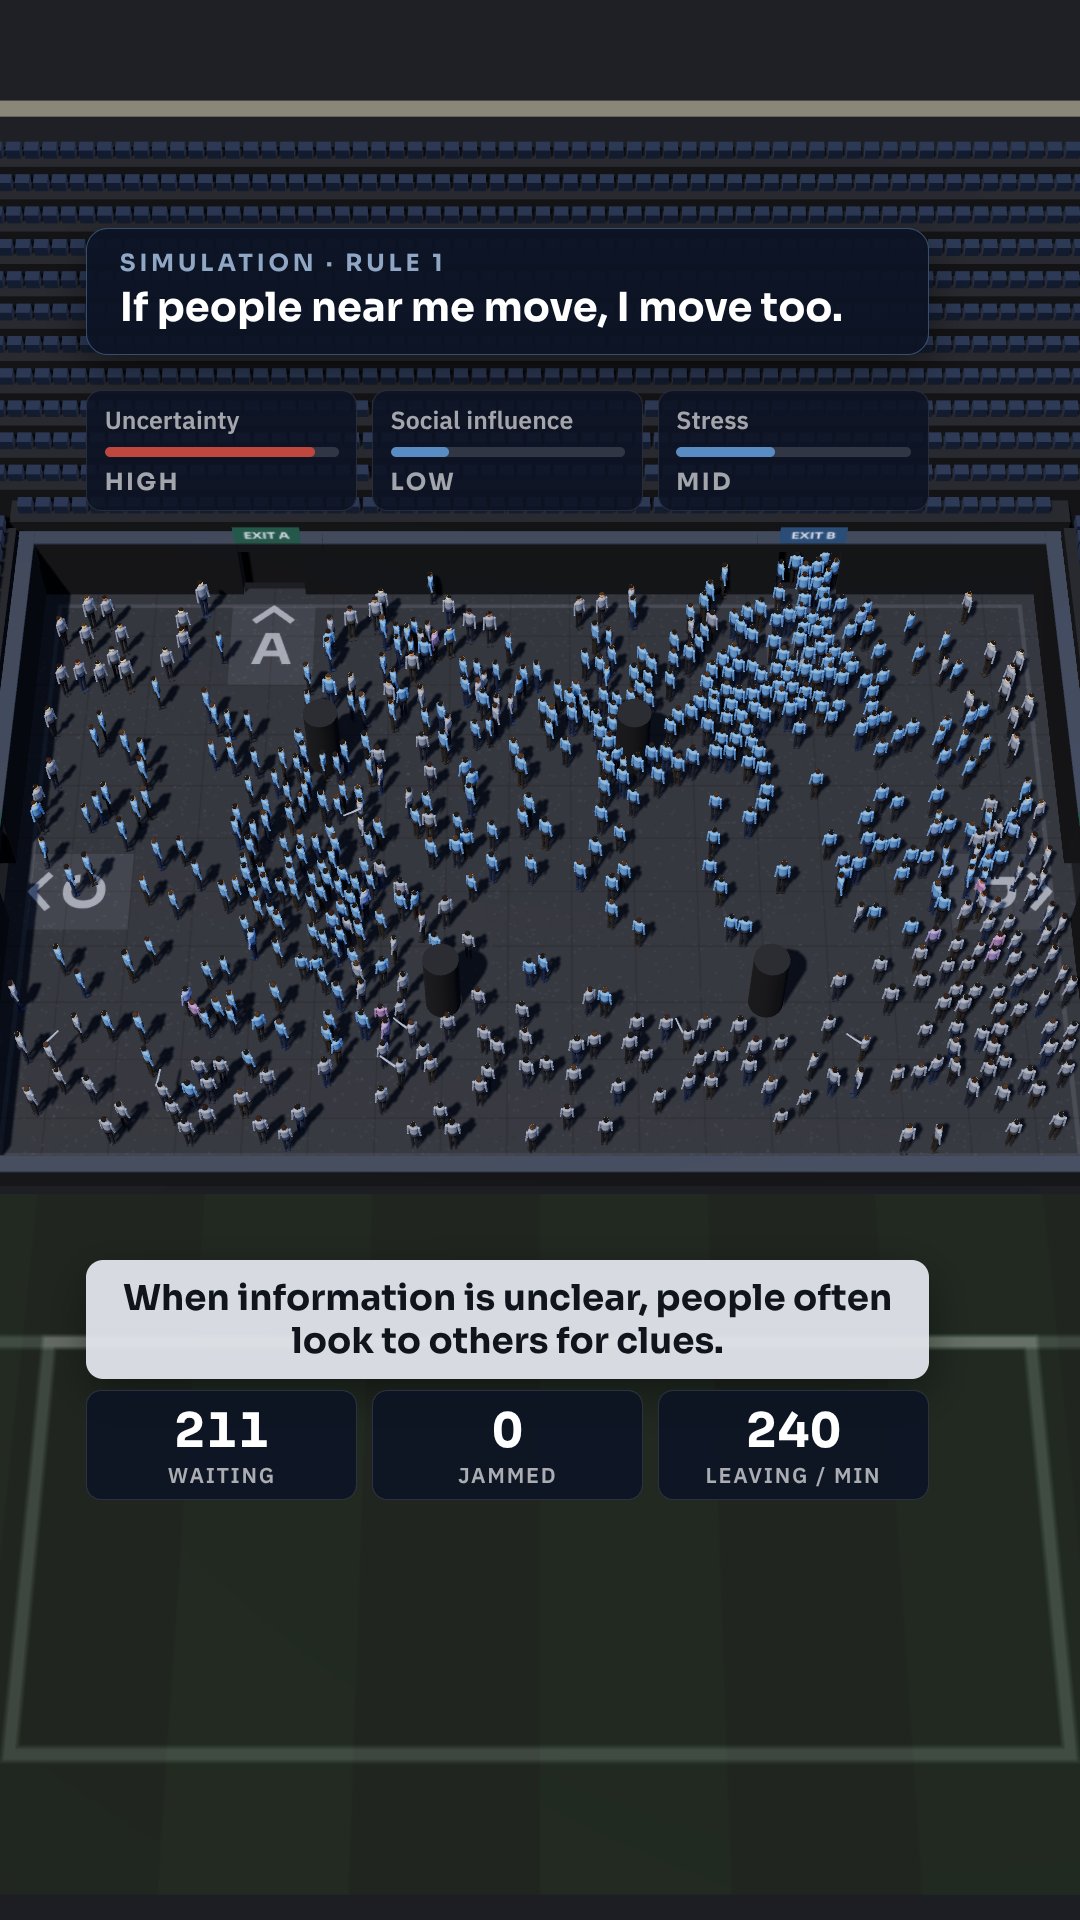 SIMULATION · RULE 1
If people near me move, I move too.
Uncertainty
HIGH
Social influence
LOW
Stress
MID
EXIT A
EXIT B
A
When information is unclear, people often
look to others for clues.
211
WAITING
0
JAMMED
240
LEAVING / MIN